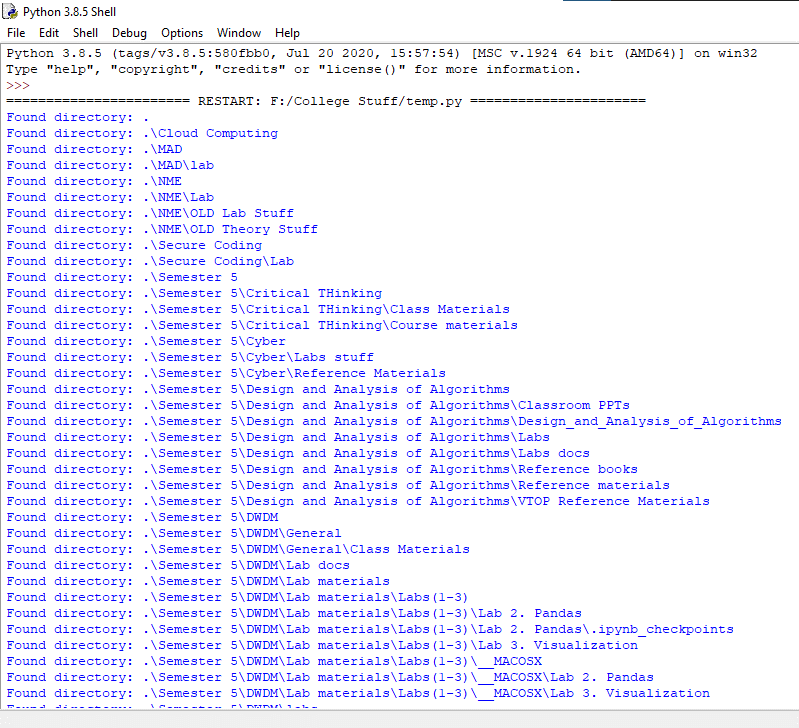 Python 3.8.5 Shell
File Edit Shell Debug Options Window Help
Python 3.8.5 (tags/v3.8.5:580fbb0, Jul 20 2020, 15:57:54) [MSC v.1924 64 bit (AMD64)] on win32
Type "help", "copyright", "credits" or "license()" for more information.
>>>
======================= RESTART: F:/College Stuff/temp.py ======================
Found directory: .
Found directory: .\Cloud Computing
Found directory: .\MAD
Found directory: .\MAD\lab
Found directory: .\NME
Found directory: .\NME\Lab
Found directory: .\NME\OLD Lab Stuff
Found directory: .\NME\OLD Theory Stuff
Found directory: .\Secure Coding
Found directory: .\Secure Coding\Lab
Found directory: .\Semester 5
Found directory: .\Semester 5\Critical THinking
Found directory: .\Semester 5\Critical THinking\Class Materials
Found directory: .\Semester 5\Critical THinking\Course materials
Found directory: .\Semester 5\Cyber
Found directory: .\Semester 5\Cyber\Labs stuff
Found directory: .\Semester 5\Cyber\Reference Materials
Found directory: .\Semester 5\Design and Analysis of Algorithms
Found directory: .\Semester 5\Design and Analysis of Algorithms\Classroom PPTs
Found directory: .\Semester 5\Design and Analysis of Algorithms\Design_and_Analysis_of_Algorithms
Found directory: .\Semester 5\Design and Analysis of Algorithms\Labs
Found directory: .\Semester 5\Design and Analysis of Algorithms\Labs docs
Found directory: .\Semester 5\Design and Analysis of Algorithms\Reference books
Found directory: .\Semester 5\Design and Analysis of Algorithms\Reference materials
Found directory: .\Semester 5\Design and Analysis of Algorithms\VTOP Reference Materials
Found directory: .\Semester 5\DWDM
Found directory: .\Semester 5\DWDM\General
Found directory: .\Semester 5\DWDM\General\Class Materials
Found directory: .\Semester 5\DWDM\Lab docs
Found directory: .\Semester 5\DWDM\Lab materials
Found directory: .\Semester 5\DWDM\Lab materials\Labs(1-3)
Found directory: .\Semester 5\DWDM\Lab materials\Labs(1-3)\Lab 2. Pandas
Found directory: .\Semester 5\DWDM\Lab materials\Labs(1-3)\Lab 2. Pandas\.ipynb_checkpoints
Found directory: .\Semester 5\DWDM\Lab materials\Labs(1-3)\Lab 3. Visualization
Found directory: .\Semester 5\DWDM\Lab materials\Labs(1-3)\__MACOSX
Found directory: .\Semester 5\DWDM\Lab materials\Labs(1-3)\__MACOSX\Lab 2. Pandas
Found directory: .\Semester 5\DWDM\Lab materials\Labs(1-3)\__MACOSX\Lab 3. Visualization
Found directory: .\Semester 5\DWDM\labs